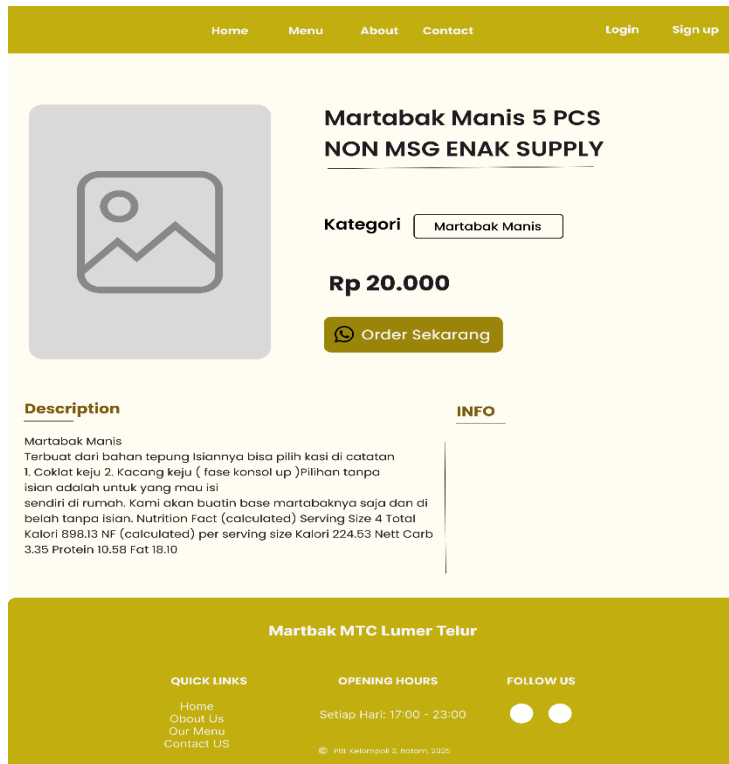 Home Menu About Contact Login Sign up
Martabak Manis 5 PCS
NON MSG ENAK SUPPLY
Kategori Martabak Manis
Rp 20.000
Order Sekarang
Description
Martabak Manis
Terbuat dari bahan tepung Isiannya bisa pilih kasi di catatan
1. Coklat keju 2. Kacang keju ( fase konsol up )Pilihan tanpa
isian adalah untuk yang mau isi
sendiri di rumah. Kami akan buatin base martabaknya saja dan di
belah tanpa isian. Nutrition Fact (calculated) Serving Size 4 Total
Kalori 898.13 NF (calculated) per serving size Kalori 224.53 Nett Carb
3.35 Protein 10.58 Fat 18.10
INFO
Martbak MTC Lumer Telur
QUICK LINKS
Home
Obout Us
Our Menu
Contact US
OPENING HOURS
Setiap Hari: 17:00 - 23:00
FOLLOW US
© PBL Kelompok 2, Batam, 2025